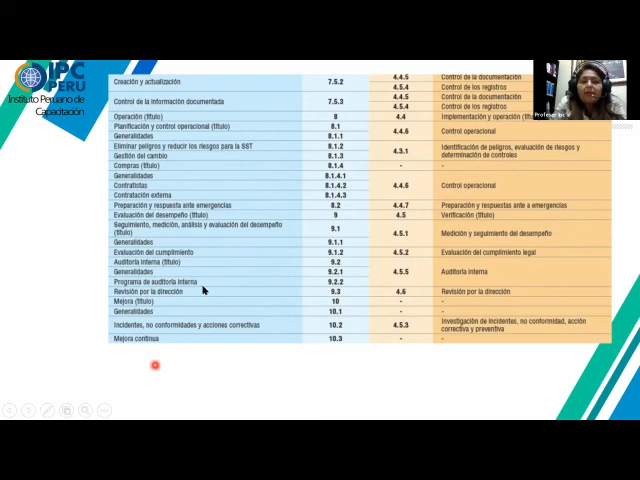 IPC
PERU
Instituto Peruano de
Capacitación
Creación y actualización 7.5.2 4.4.5 Control de la documentación
4.5.4 Control de los registros
Control de la información documentada 7.5.3 4.4.5 Control de la documentación
4.5.4 Control de los registros
Operación (título) 8 4.4 Implementación y operación
Planificación y control operacional (título) 8.1 4.4.6 Control operacional
Generalidades 8.1.1
Eliminar peligros y reducir los riesgos para la SST 8.1.2 4.3.1 Identificación de peligros, evaluación de riesgos y
determinación de controles
Gestión del cambio 8.1.3
Compras (título) 8.1.4 - -
Generalidades 8.1.4.1 4.4.6 Control operacional
Contratistas 8.1.4.2
Contratación externa 8.1.4.3
Preparación y respuesta ante emergencias 8.2 4.4.7 Preparación y respuestas ante a emergencias
Evaluación del desempeño (título) 9 4.5 Verificación (título)
Seguimiento, medición, análisis y evaluación del desempeño
(título) 9.1 4.5.1 Medición y seguimiento del desempeño
Generalidades 9.1.1
Evaluación del cumplimiento 9.1.2 4.5.2 Evaluación del cumplimiento legal
Auditoría interna (título) 9.2 4.5.5 Auditoría interna
Generalidades 9.2.1
Programa de auditoría interna 9.2.2
Revisión por la dirección 9.3 4.6 Revisión por la dirección
Mejora (título) 10 - -
Generalidades 10.1 - -
Incidentes, no conformidades y acciones correctivas 10.2 4.5.3 Investigación de incidentes, no conformidad, acción
correctiva y preventiva
Mejora continua 10.3 - -
Profesor Ipc